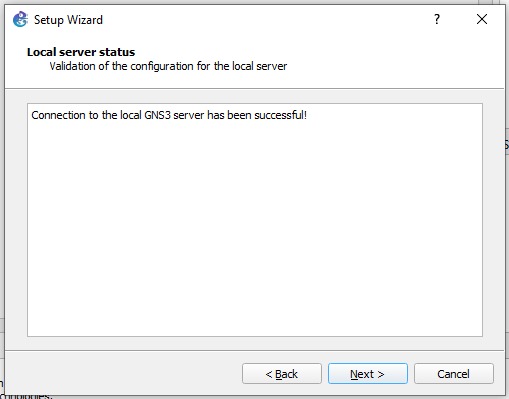 Setup Wizard
?
Local server status
Validation of the configuration for the local server
Connection to the local GNS3 server has been successful!
< Back
Next >
Cancel